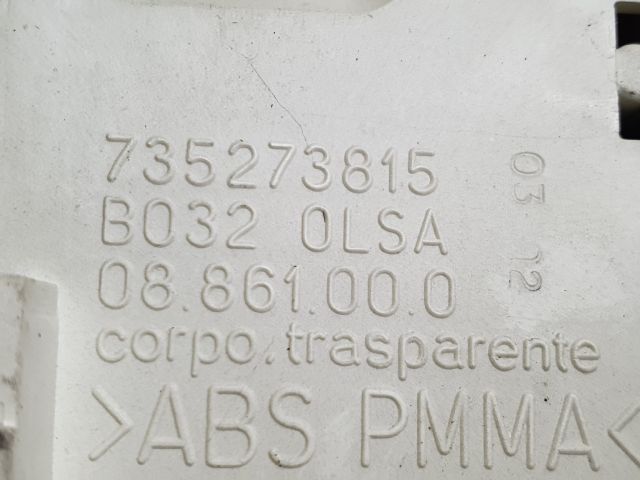 735273815
B032 OLSA
08.861.00.0
corpo.trasparente
>ABS PMMA<
03 12